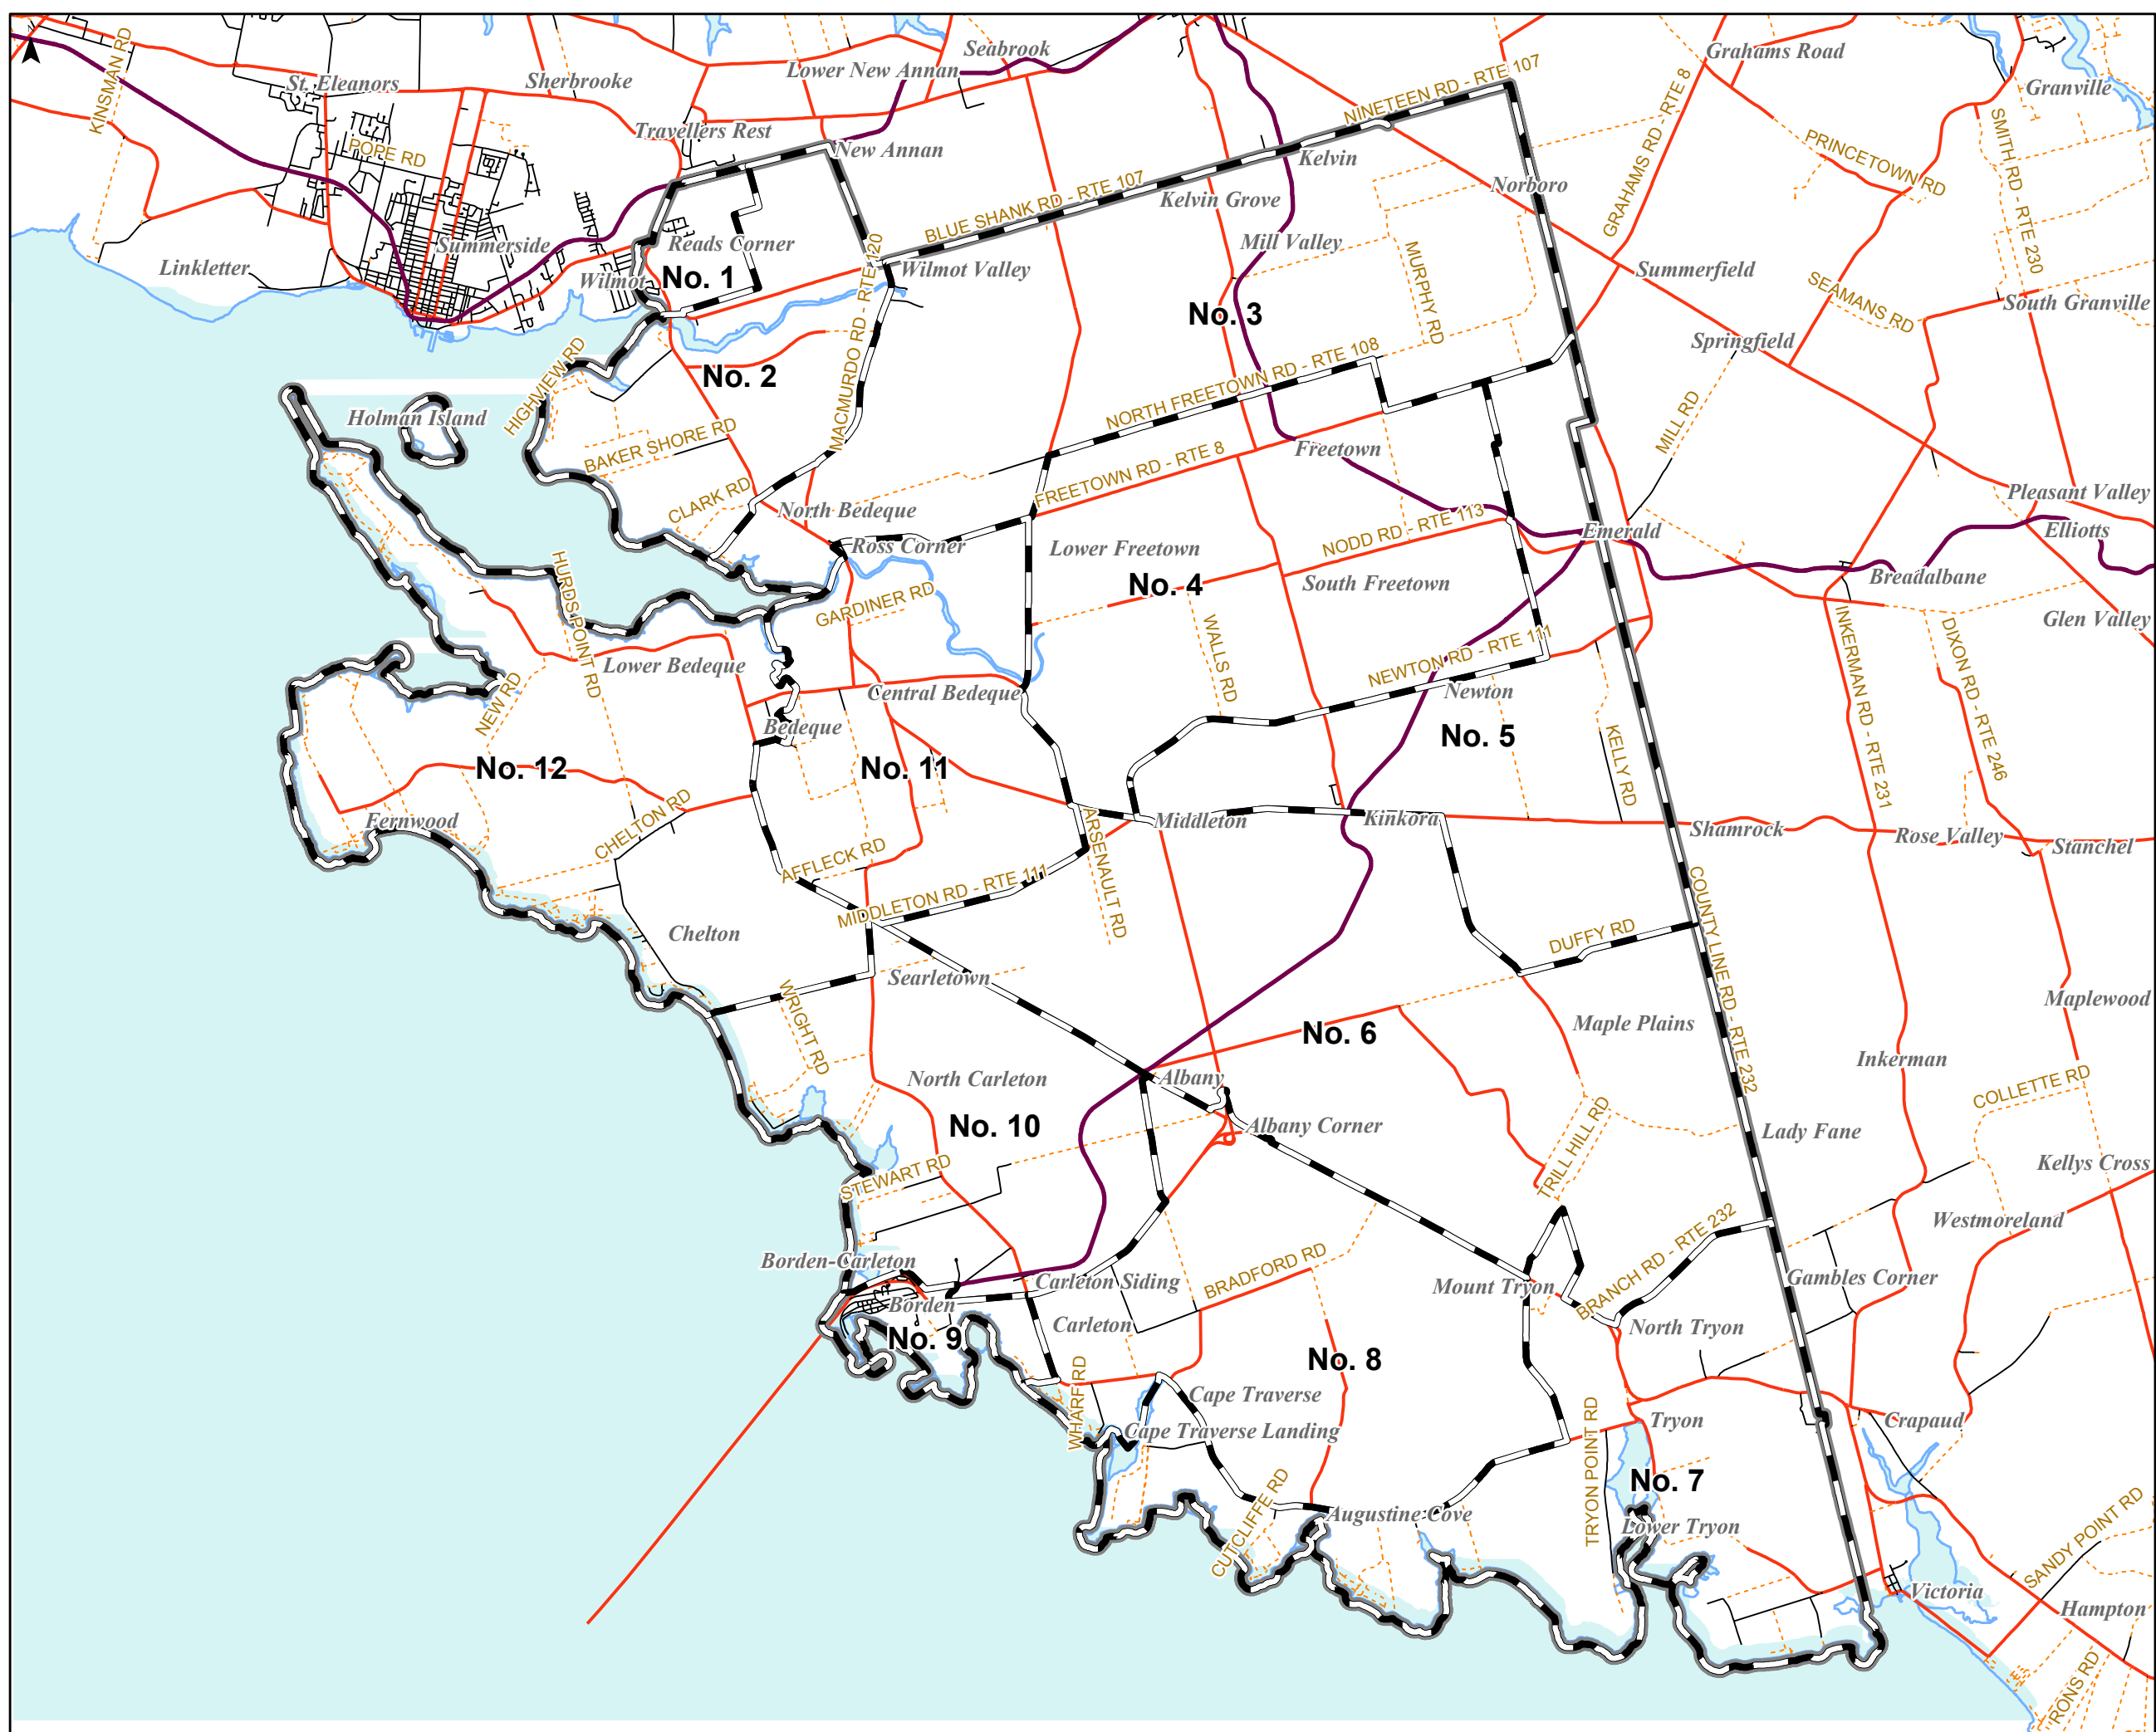 Seabrook
Grahams Road
KINSMAN RD
St. Eleanors
Sherbrooke
Lower New Annan
NINETEEN RD - RTE 107
GRAHAMS RD - RTE 8
Granville
SMITH RD - RTE 230
Travellers Rest
POPE RD
New Annan
Kelvin
PRINCETOWN RD
Norboro
BLUE SHANK RD - RTE 107
Kelvin Grove
Summerside
Reads Corner
Mill Valley
MURPHY RD
Linkletter
Wilmot
No. 1
Wilmot Valley
Summerfield
SEAMANS RD
South Granville
MACMURDO RD - RTE 120
No. 3
Springfield
HIGHVIEW RD
No. 2
NORTH FREETOWN RD - RTE 108
MILL RD
Holman Island
BAKER SHORE RD
FREETOWN RD - RTE 8
Freetown
CLARK RD
North Bedeque
Pleasant Valley
NODD RD - RTE 113
Emerald
Elliotts
Ross Corner
Lower Freetown
HURDS POINT RD
No. 4
South Freetown
Breadalbane
GARDINER RD
Glen Valley
WALLS RD
NEWTON RD - RTE 111
INKERMAN RD - RTE 231
DIXON RD - RTE 246
Lower Bedeque
NEW RD
Central Bedeque
Newton
Bedeque
No. 5
KELLY RD
No. 12
No. 11
Fernwood
CHELTON RD
ARSENAULT RD
Middleton
Kinkora
Shamrock
Rose Valley
Stanchel
AFFLECK RD
MIDDLETON RD - RTE 111
COUNTY LINE RD - RTE 232
Chelton
DUFFY RD
Searletown
WRIGHT RD
Maplewood
No. 6
Maple Plains
Inkerman
North Carleton
Albany
COLLETTE RD
No. 10
Albany Corner
TRILL HILL RD
Lady Fane
STEWART RD
Kellys Cross
BRANCH RD - RTE 232
Westmoreland
Borden-Carleton
Carleton Siding
BRADFORD RD
Mount Tryon
Gambles Corner
Borden
Carleton
North Tryon
No. 9
No. 8
WHARF RD
Cape Traverse
TRYON POINT RD
Tryon
Crapaud
Cape Traverse Landing
No. 7
CUTCLIFFE RD
Augustine Cove
Lower Tryon
SANDY POINT RD
Victoria
Hampton